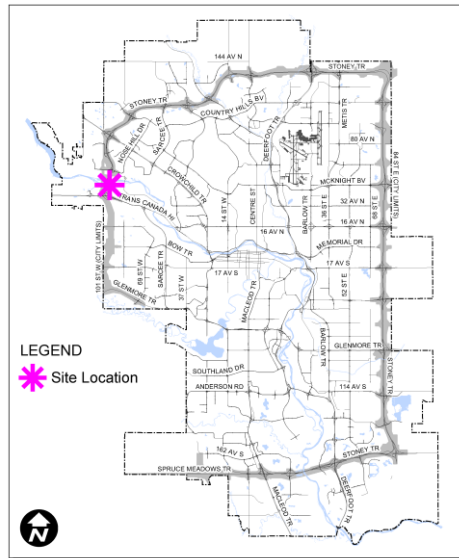 144 AV N
STONEY TR
STONEY TR
COUNTRY HILLS BV
METIS TR
NOSE HILL DR
SARCEE TR
DEERFOOT TR
80 AV N
CROWCHILD TR
MCKNIGHT BV
84 ST E (CITY LIMITS)
TRANS CANADA HI
14 ST W
CENTRE ST
BARLOW TR
36 ST E
32 AV N
68 ST E
16 AV N
16 AV N
101 ST W (CITY LIMITS)
BOW TR
MEMORIAL DR
69 ST W
SARCEE TR
17 AV S
17 AV S
37 ST W
MACLEOD TR
52 ST E
GLENMORE TR
BARLOW TR
GLENMORE TR
LEGEND
Site Location
SOUTHLAND DR
STONEY TR
ANDERSON RD
114 AV S
162 AV S
STONEY TR
SPRUCE MEADOWS TR
MACLEOD TR
DEERFOOT TR
N